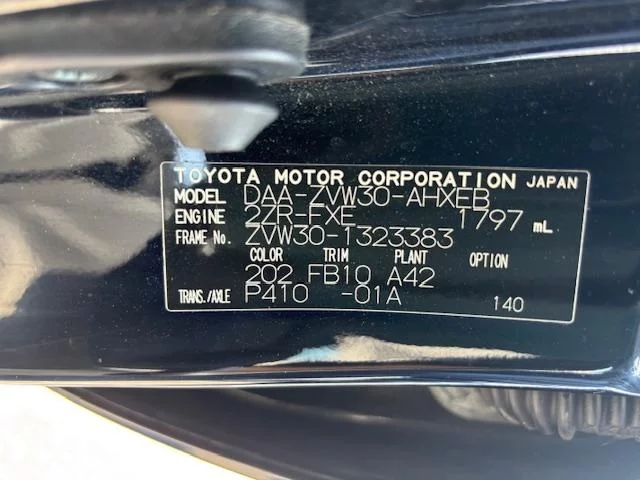 TOYOTA MOTOR CORPORATION JAPAN
MODEL DAA-ZVW30-AHXEB
ENGINE 2ZR-FXE 1797 mL
FRAME No. ZVW30-1323383
COLOR TRIM PLANT OPTION
202 FB10 A42
TRANS./AXLE P410 -01A 140